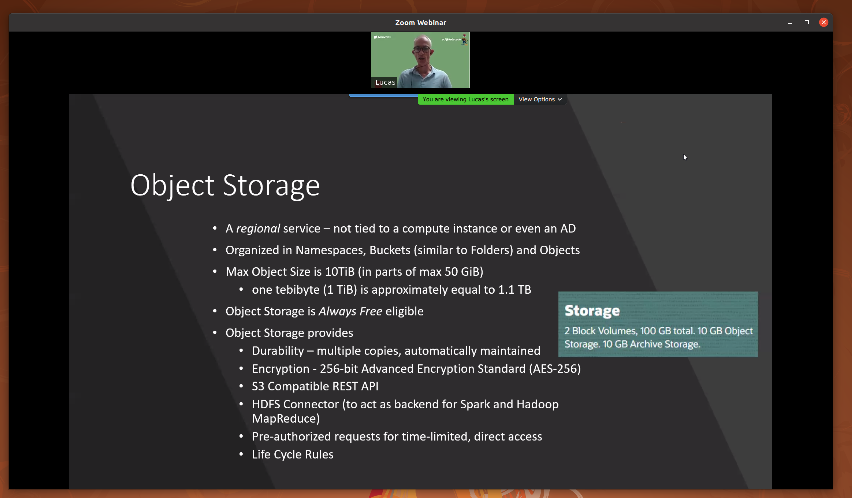 Zoom Webinar
Lucas
You are viewing Lucas's screen
View Options
Object Storage
• A regional service – not tied to a compute instance or even an AD
• Organized in Namespaces, Buckets (similar to Folders) and Objects
• Max Object Size is 10TiB (in parts of max 50 GiB)
• one tebibyte (1 TiB) is approximately equal to 1.1 TB
• Object Storage is Always Free eligible
• Object Storage provides
• Durability – multiple copies, automatically maintained
• Encryption - 256-bit Advanced Encryption Standard (AES-256)
• S3 Compatible REST API
• HDFS Connector (to act as backend for Spark and Hadoop
MapReduce)
• Pre-authorized requests for time-limited, direct access
• Life Cycle Rules
Storage
2 Block Volumes, 100 GB total. 10 GB Object
Storage. 10 GB Archive Storage.